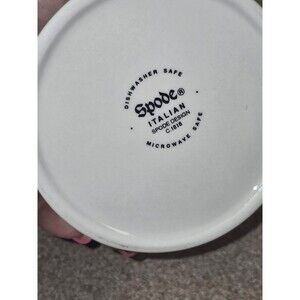 DISHWASHER SAFE
Spode®
ITALIAN
SPODE DESIGN
C.1816
MICROWAVE SAFE